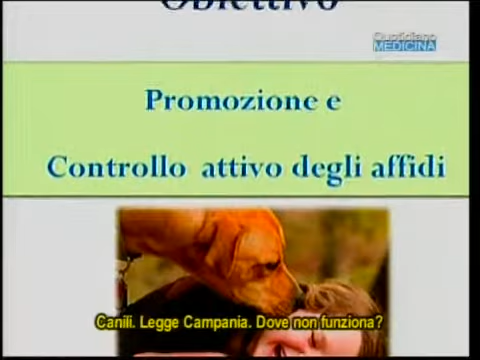 Obiettivo
Quotidiano
MEDICINA
Promozione e
Controllo attivo degli affidi
Canili. Legge Campania. Dove non funziona?